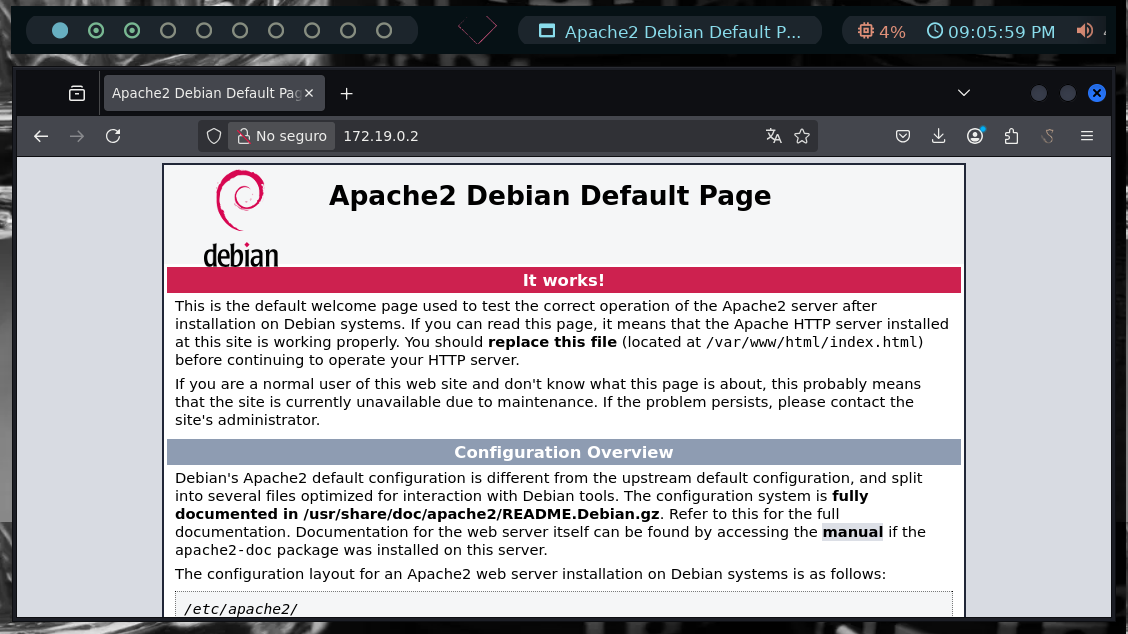 Apache2 Debian Default P...
4%
09:05:59 PM
Apache2 Debian Default Pag
No seguro
172.19.0.2
debian
Apache2 Debian Default Page
It works!
This is the default welcome page used to test the correct operation of the Apache2 server after
installation on Debian systems. If you can read this page, it means that the Apache HTTP server installed
at this site is working properly. You should replace this file (located at /var/www/html/index.html)
before continuing to operate your HTTP server.
If you are a normal user of this web site and don't know what this page is about, this probably means
that the site is currently unavailable due to maintenance. If the problem persists, please contact the
site's administrator.
Configuration Overview
Debian's Apache2 default configuration is different from the upstream default configuration, and split
into several files optimized for interaction with Debian tools. The configuration system is fully
documented in /usr/share/doc/apache2/README.Debian.gz. Refer to this for the full
documentation. Documentation for the web server itself can be found by accessing the manual if the
apache2-doc package was installed on this server.
The configuration layout for an Apache2 web server installation on Debian systems is as follows:
/etc/apache2/